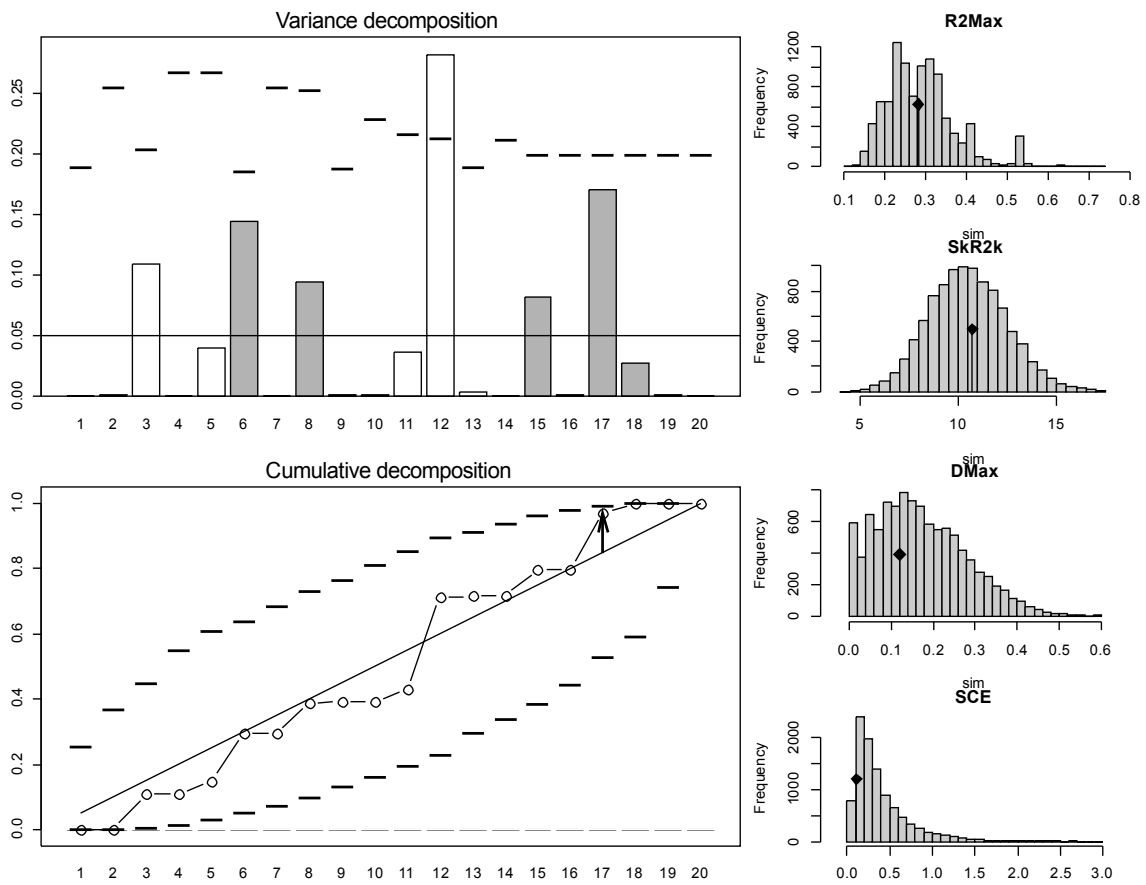 Variance decomposition
0.25
0.20
0.15
0.10
0.05
0.00
1 2 3 4 5 6 7 8 9 10 11 12 13 14 15 16 17 18 19 20
Cumulative decomposition
1.0
0.8
0.6
0.4
0.2
0.0
1 2 3 4 5 6 7 8 9 10 11 12 13 14 15 16 17 18 19 20
R2Max
Frequency
1200
800
400
0
0.1 0.2 0.3 0.4 0.5 0.6 0.7 0.8
sim
SkR2k
Frequency
800
400
0
5 10 15
sim
DMax
Frequency
600
200
0
0.0 0.1 0.2 0.3 0.4 0.5 0.6
sim
SCE
Frequency
2000
1000
0
0.0 0.5 1.0 1.5 2.0 2.5 3.0